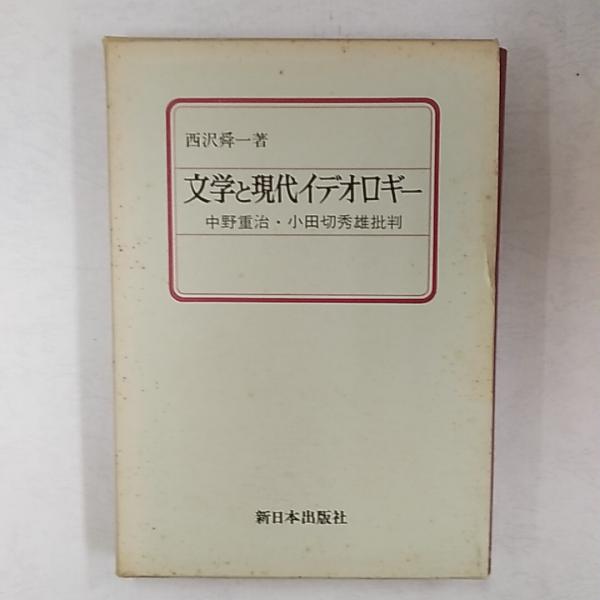 西沢舜一著
文学と現代イデオロギー
中野重治・小田切秀雄批判
新日本出版社